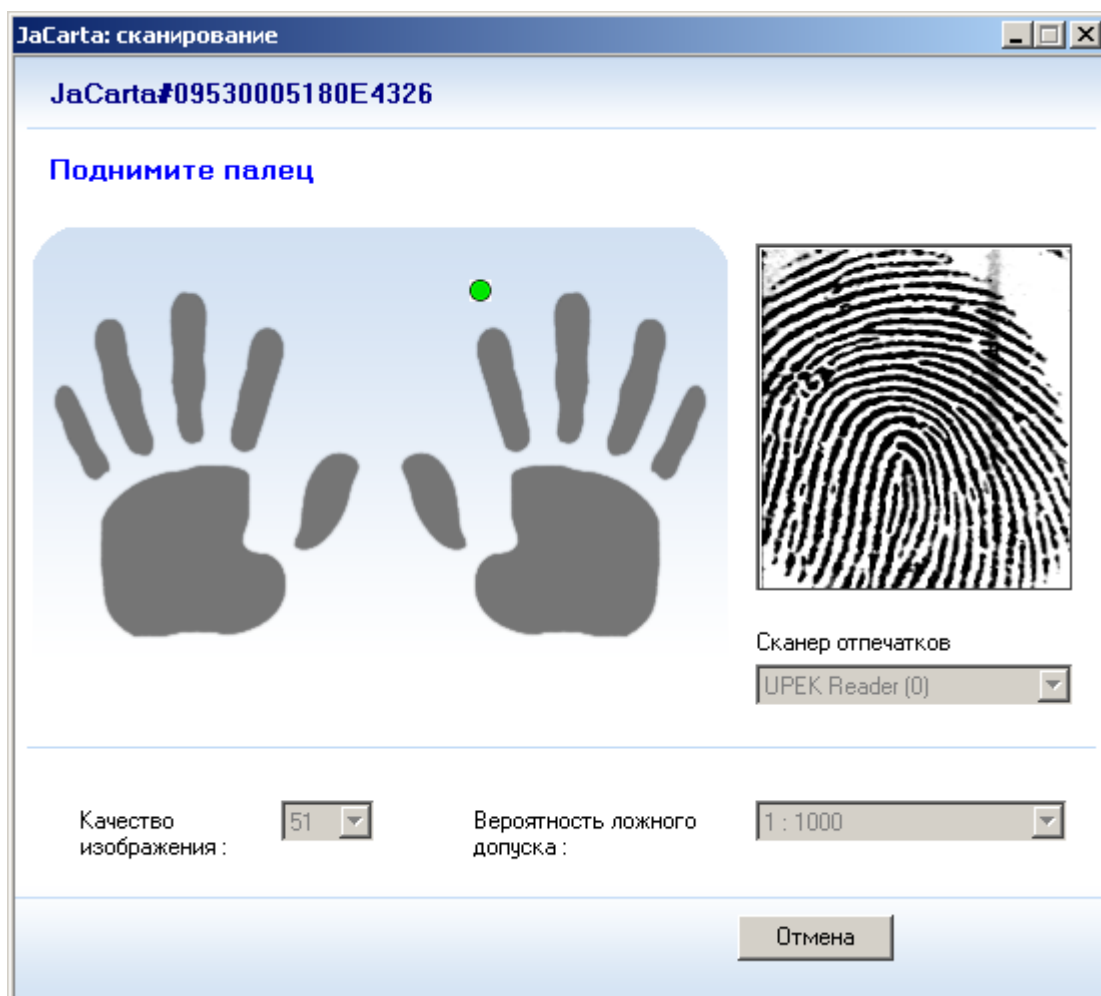 JaCarta: сканирование
JaCarta#09530005180E4326
Поднимите палец
Сканер отпечатков
UPEK Reader (0)
Качество
изображения :
51
Вероятность ложного
допуска :
1 : 1000
Отмена